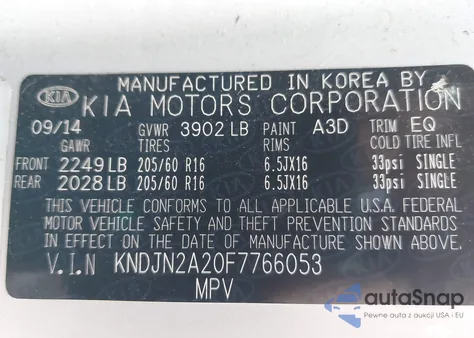 MANUFACTURED IN KOREA BY
KIA KIA MOTORS CORPORATION
09/14 GVWR 3902 LB PAINT A3D TRIM EQ
GAWR TIRES RIMS COLD TIRE INFL
FRONT 2249 LB 205/60 R16 6.5JX16 33psi SINGLE
REAR 2028 LB 205/60 R16 6.5JX16 33psi SINGLE
THIS VEHICLE CONFORMS TO ALL APPLICABLE U.S.A. FEDERAL
MOTOR VEHICLE SAFETY AND THEFT PREVENTION STANDARDS
IN EFFECT ON THE DATE OF MANUFACTURE SHOWN ABOVE.
V.I.N KNDJN2A20F7766053
MPV
autoSnap
Pewne auta z USA i EU